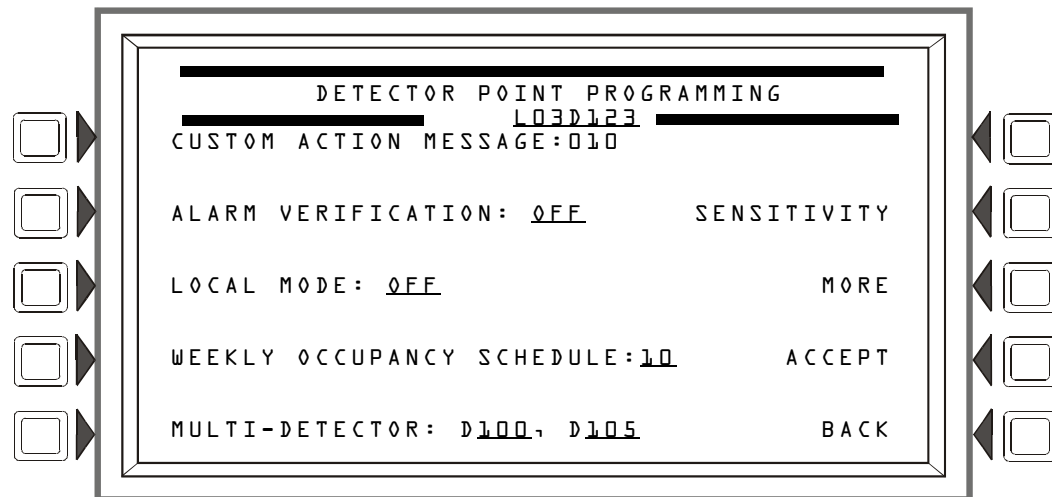 DETECTOR POINT PROGRAMMING
L03D123
CUSTOM ACTION MESSAGE:010
ALARM VERIFICATION: OFF SENSITIVITY
LOCAL MODE: OFF MORE
WEEKLY OCCUPANCY SCHEDULE:10 ACCEPT
MULTI-DETECTOR: D100, D105 BACK